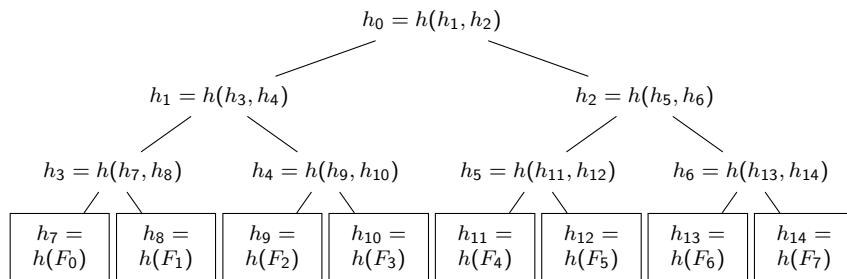 h₀ = h(h₁, h₂)
h₁ = h(h₃, h₄) h₂ = h(h₅, h₆)
h₃ = h(h₇, h₈) h₄ = h(h₉, h₁₀) h₅ = h(h₁₁, h₁₂) h₆ = h(h₁₃, h₁₄)
h₇ = h₈ = h₉ = h₁₀ = h₁₁ = h₁₂ = h₁₃ = h₁₄ =
h(F₀) h(F₁) h(F₂) h(F₃) h(F₄) h(F₅) h(F₆) h(F₇)